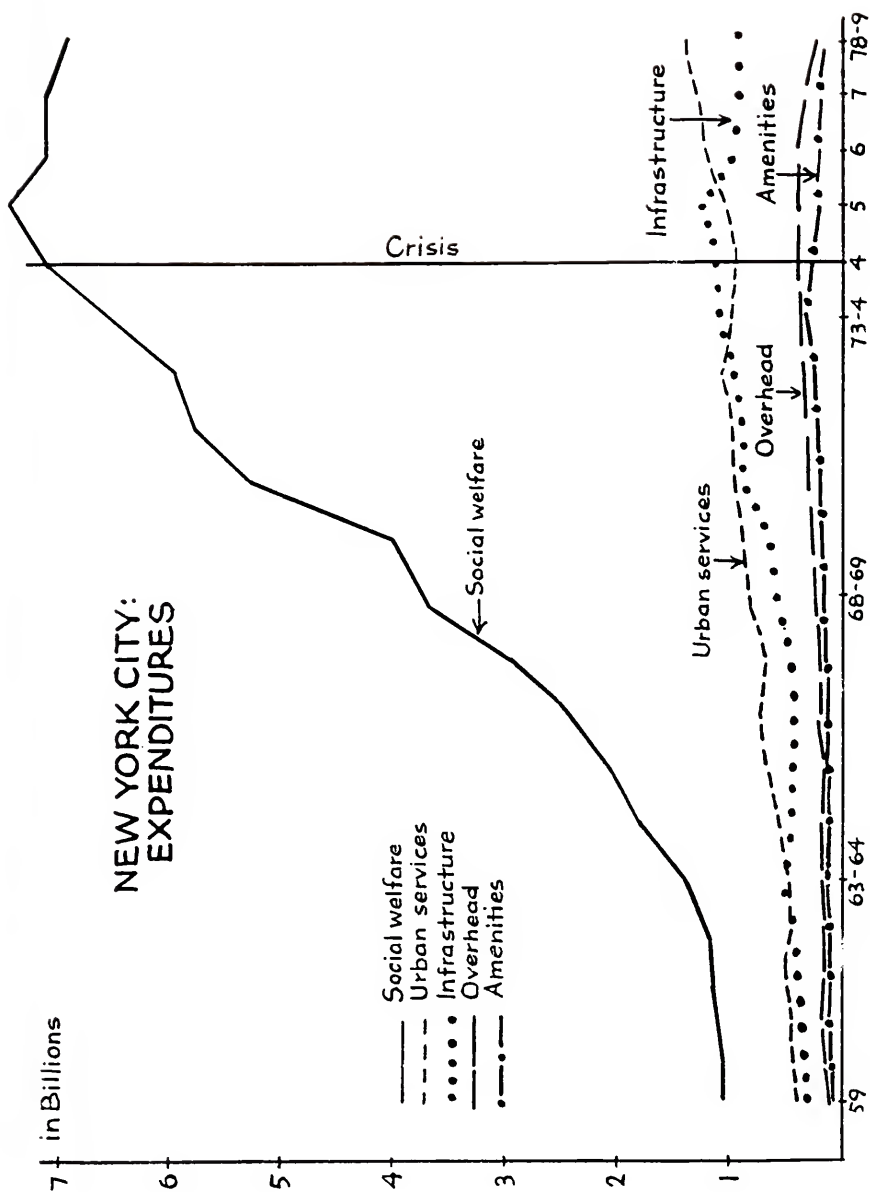 NEW YORK CITY:
EXPENDITURES
in Billions
7
6
5
4
3
2
1
Social welfare
Urban services
Infrastructure
Overhead
Amenities
Crisis
Social welfare
Urban services
Overhead
Infrastructure
Amenities
59
63-64
68-69
73-4
4
5
6
7
78-9